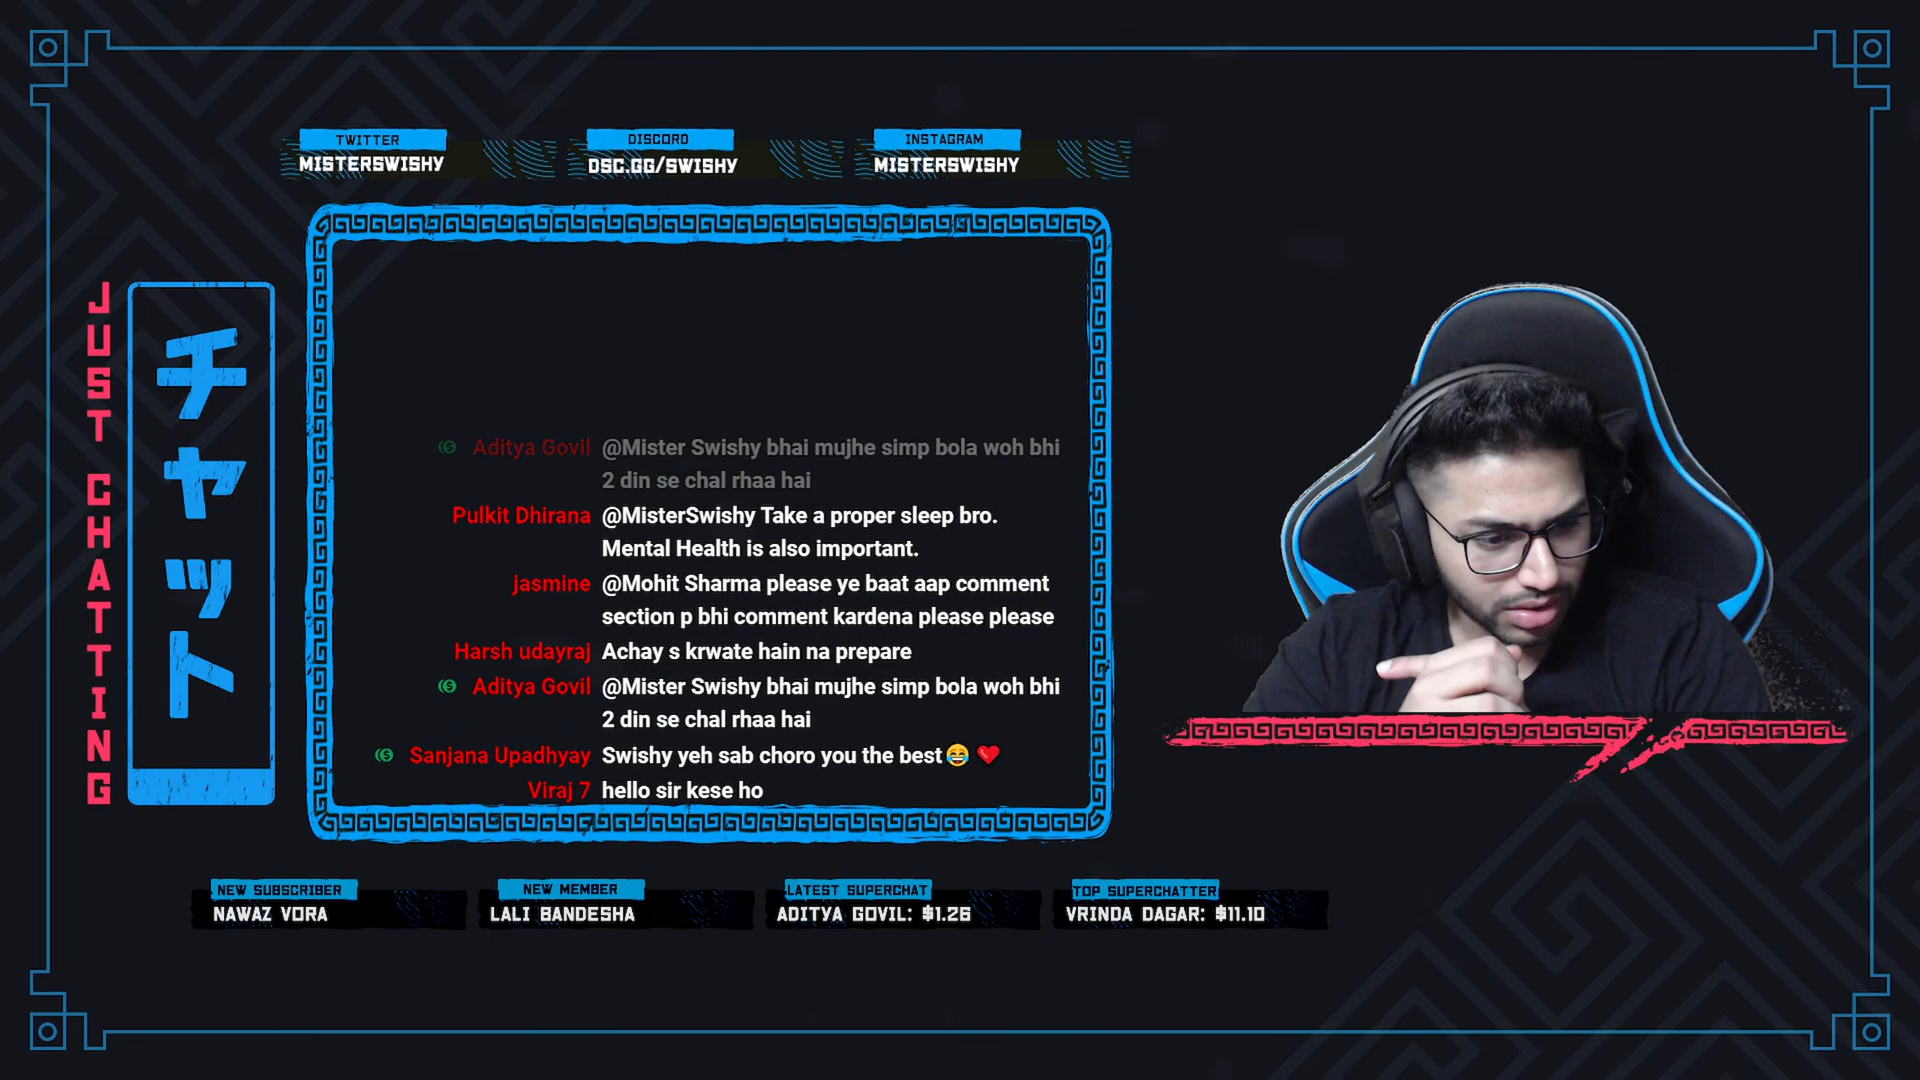 TWITTER
MISTERSWISHY
DISCORD
DSC.GG/SWISHY
INSTAGRAM
MISTERSWISHY
JUST CHATTING
チャット
Aditya Govil @Mister Swishy bhai mujhe simp bola woh bhi
2 din se chal rhaa hai
Pulkit Dhirana @MisterSwishy Take a proper sleep bro.
Mental Health is also important.
jasmine @Mohit Sharma please ye baat aap comment
section p bhi comment kardena please please
Harsh udayraj Achay s krwate hain na prepare
Aditya Govil @Mister Swishy bhai mujhe simp bola woh bhi
2 din se chal rhaa hai
Sanjana Upadhyay Swishy yeh sab choro you the best😂 ❤️
Viraj 7 hello sir kese ho
NEW SUBSCRIBER
NAWAZ VORA
NEW MEMBER
LALI BANDESHA
LATEST SUPERCHAT
ADITYA GOVIL: $1.26
TOP SUPERCHATTER
VRINDA DAGAR: $11.10